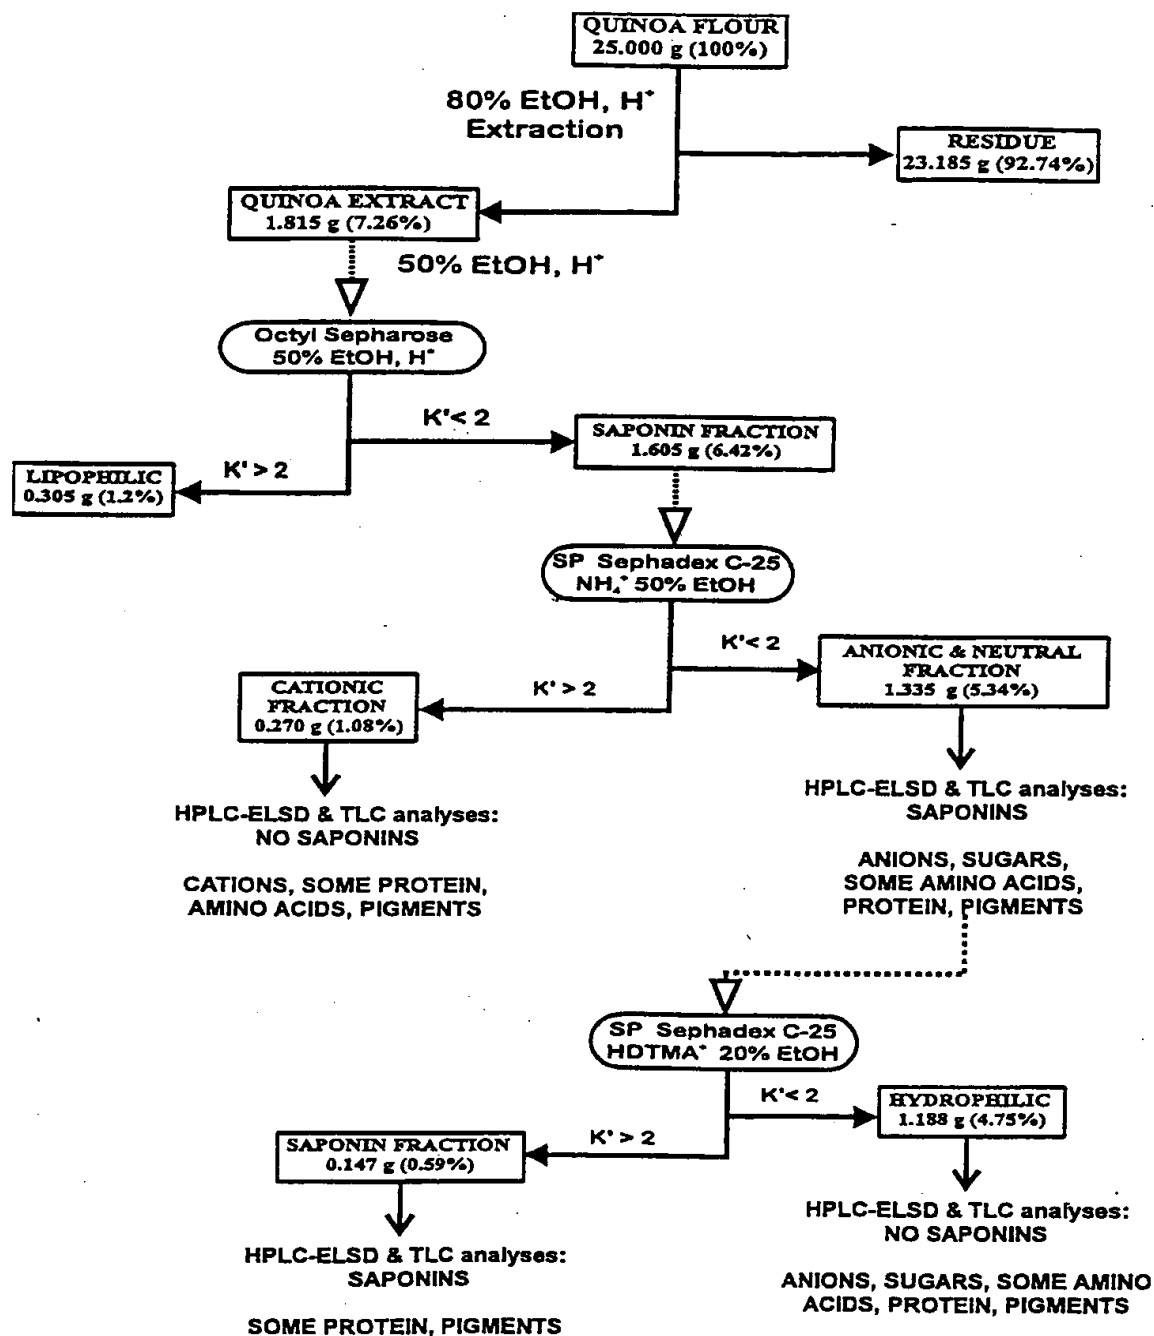 QUINOA FLOUR
25.000 g (100%)
80% EtOH, H⁺
Extraction
RESIDUE
23.185 g (92.74%)
QUINOA EXTRACT
1.815 g (7.26%)
50% EtOH, H⁺
Octyl Sepharose
50% EtOH, H⁺
K'< 2
SAPONIN FRACTION
1.605 g (6.42%)
K' > 2
LIPOPHILIC
0.305 g (1.2%)
SP Sephadex C-25
NH₄⁺ 50% EtOH
K'< 2
ANIONIC & NEUTRAL
FRACTION
1.335 g (5.34%)
K' > 2
CATIONIC
FRACTION
0.270 g (1.08%)
HPLC-ELSD & TLC analyses:
SAPONINS
HPLC-ELSD & TLC analyses:
NO SAPONINS
ANIONS, SUGARS,
SOME AMINO ACIDS,
PROTEIN, PIGMENTS
CATIONS, SOME PROTEIN,
AMINO ACIDS, PIGMENTS
SP Sephadex C-25
HDTMA⁺ 20% EtOH
K'< 2
HYDROPHILIC
1.188 g (4.75%)
K' > 2
SAPONIN FRACTION
0.147 g (0.59%)
HPLC-ELSD & TLC analyses:
NO SAPONINS
HPLC-ELSD & TLC analyses:
SAPONINS
ANIONS, SUGARS, SOME AMINO
ACIDS, PROTEIN, PIGMENTS
SOME PROTEIN, PIGMENTS